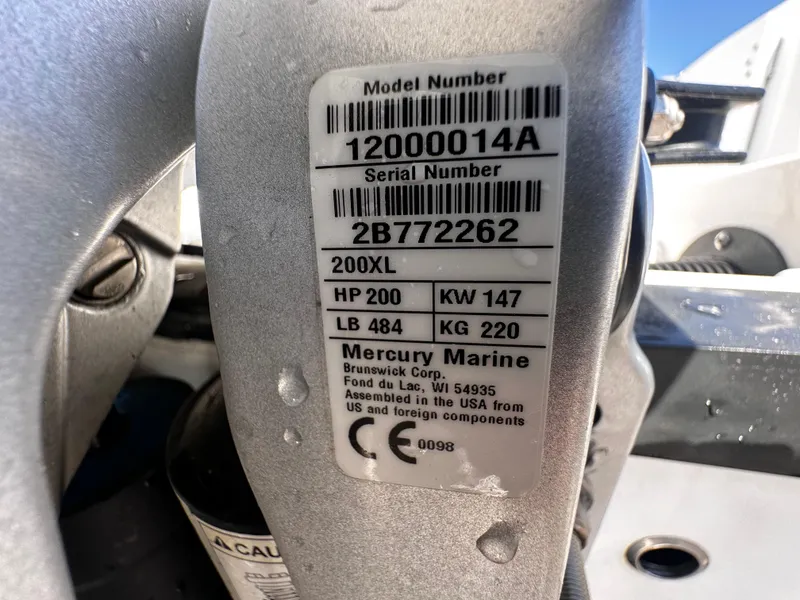 Model Number
12000014A
Serial Number
2B772262
200XL
HP 200 KW 147
LB 484 KG 220
Mercury Marine
Brunswick Corp.
Fond du Lac, WI 54935
Assembled in the USA from
US and foreign components
CE 0098
CAU